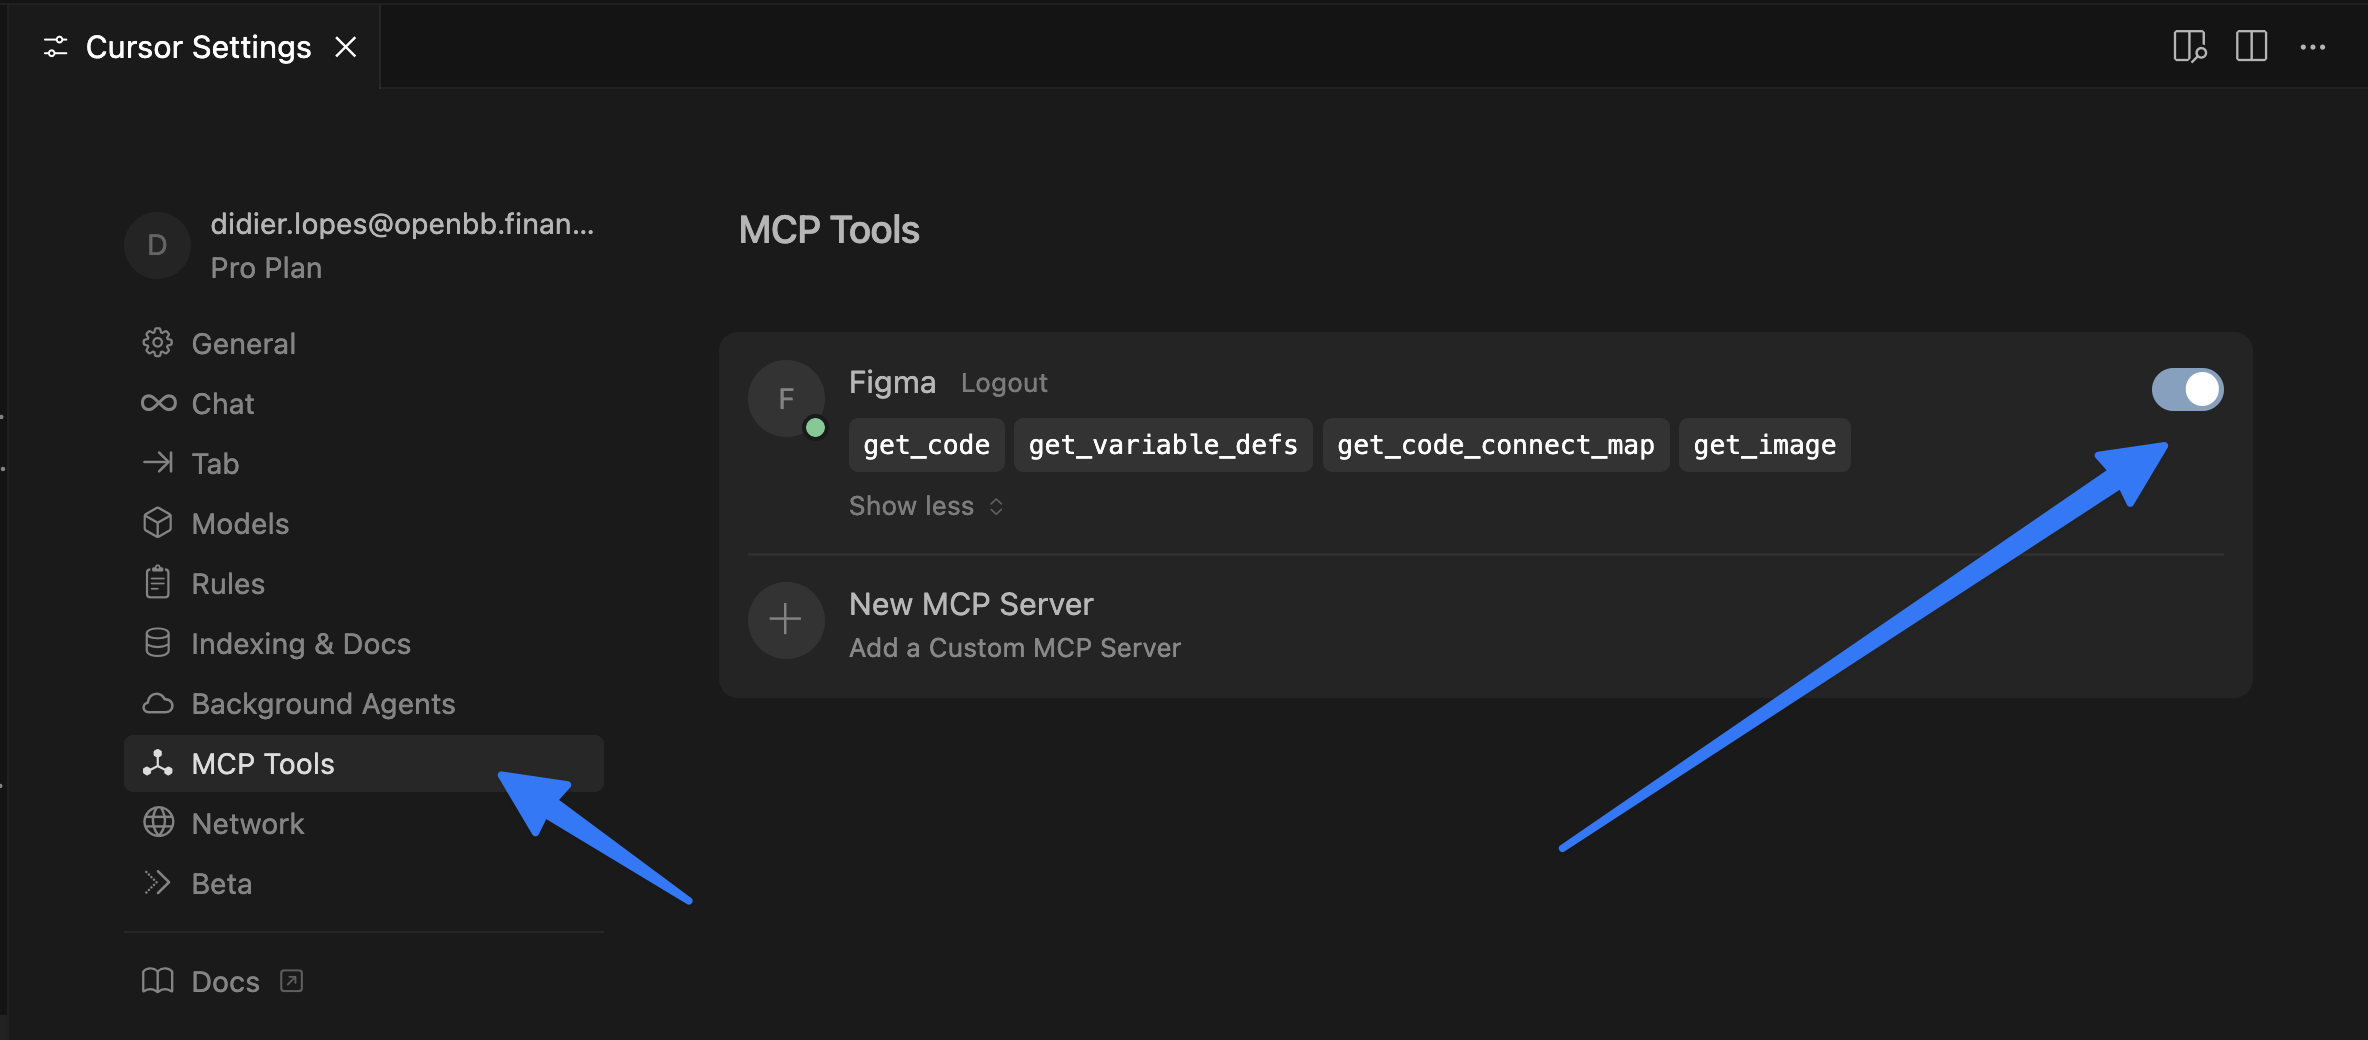 Cursor Settings
D
didier.lopes@openbb.finan...
Pro Plan
General
Chat
Tab
Models
Rules
Indexing & Docs
Background Agents
MCP Tools
Network
Beta
Docs
MCP Tools
F
Figma Logout
get_code get_variable_defs get_code_connect_map get_image
Show less
New MCP Server
Add a Custom MCP Server